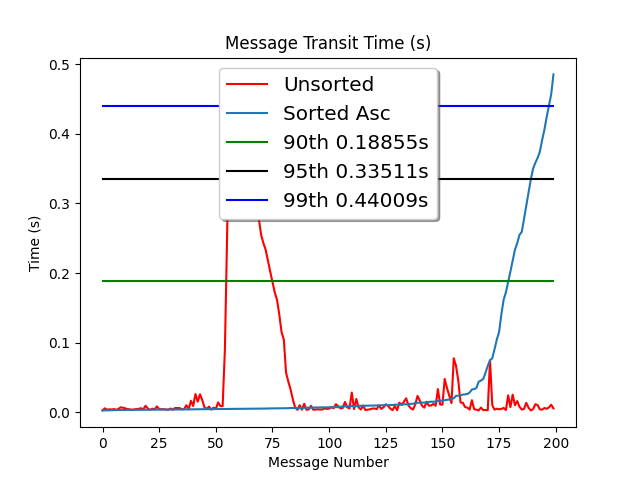 Message Transit Time (s)
Unsorted
Sorted Asc
90th 0.18855s
95th 0.33511s
99th 0.44009s
Time (s)
0.5
0.4
0.3
0.2
0.1
0.0
0 25 50 75 100 125 150 175 200
Message Number